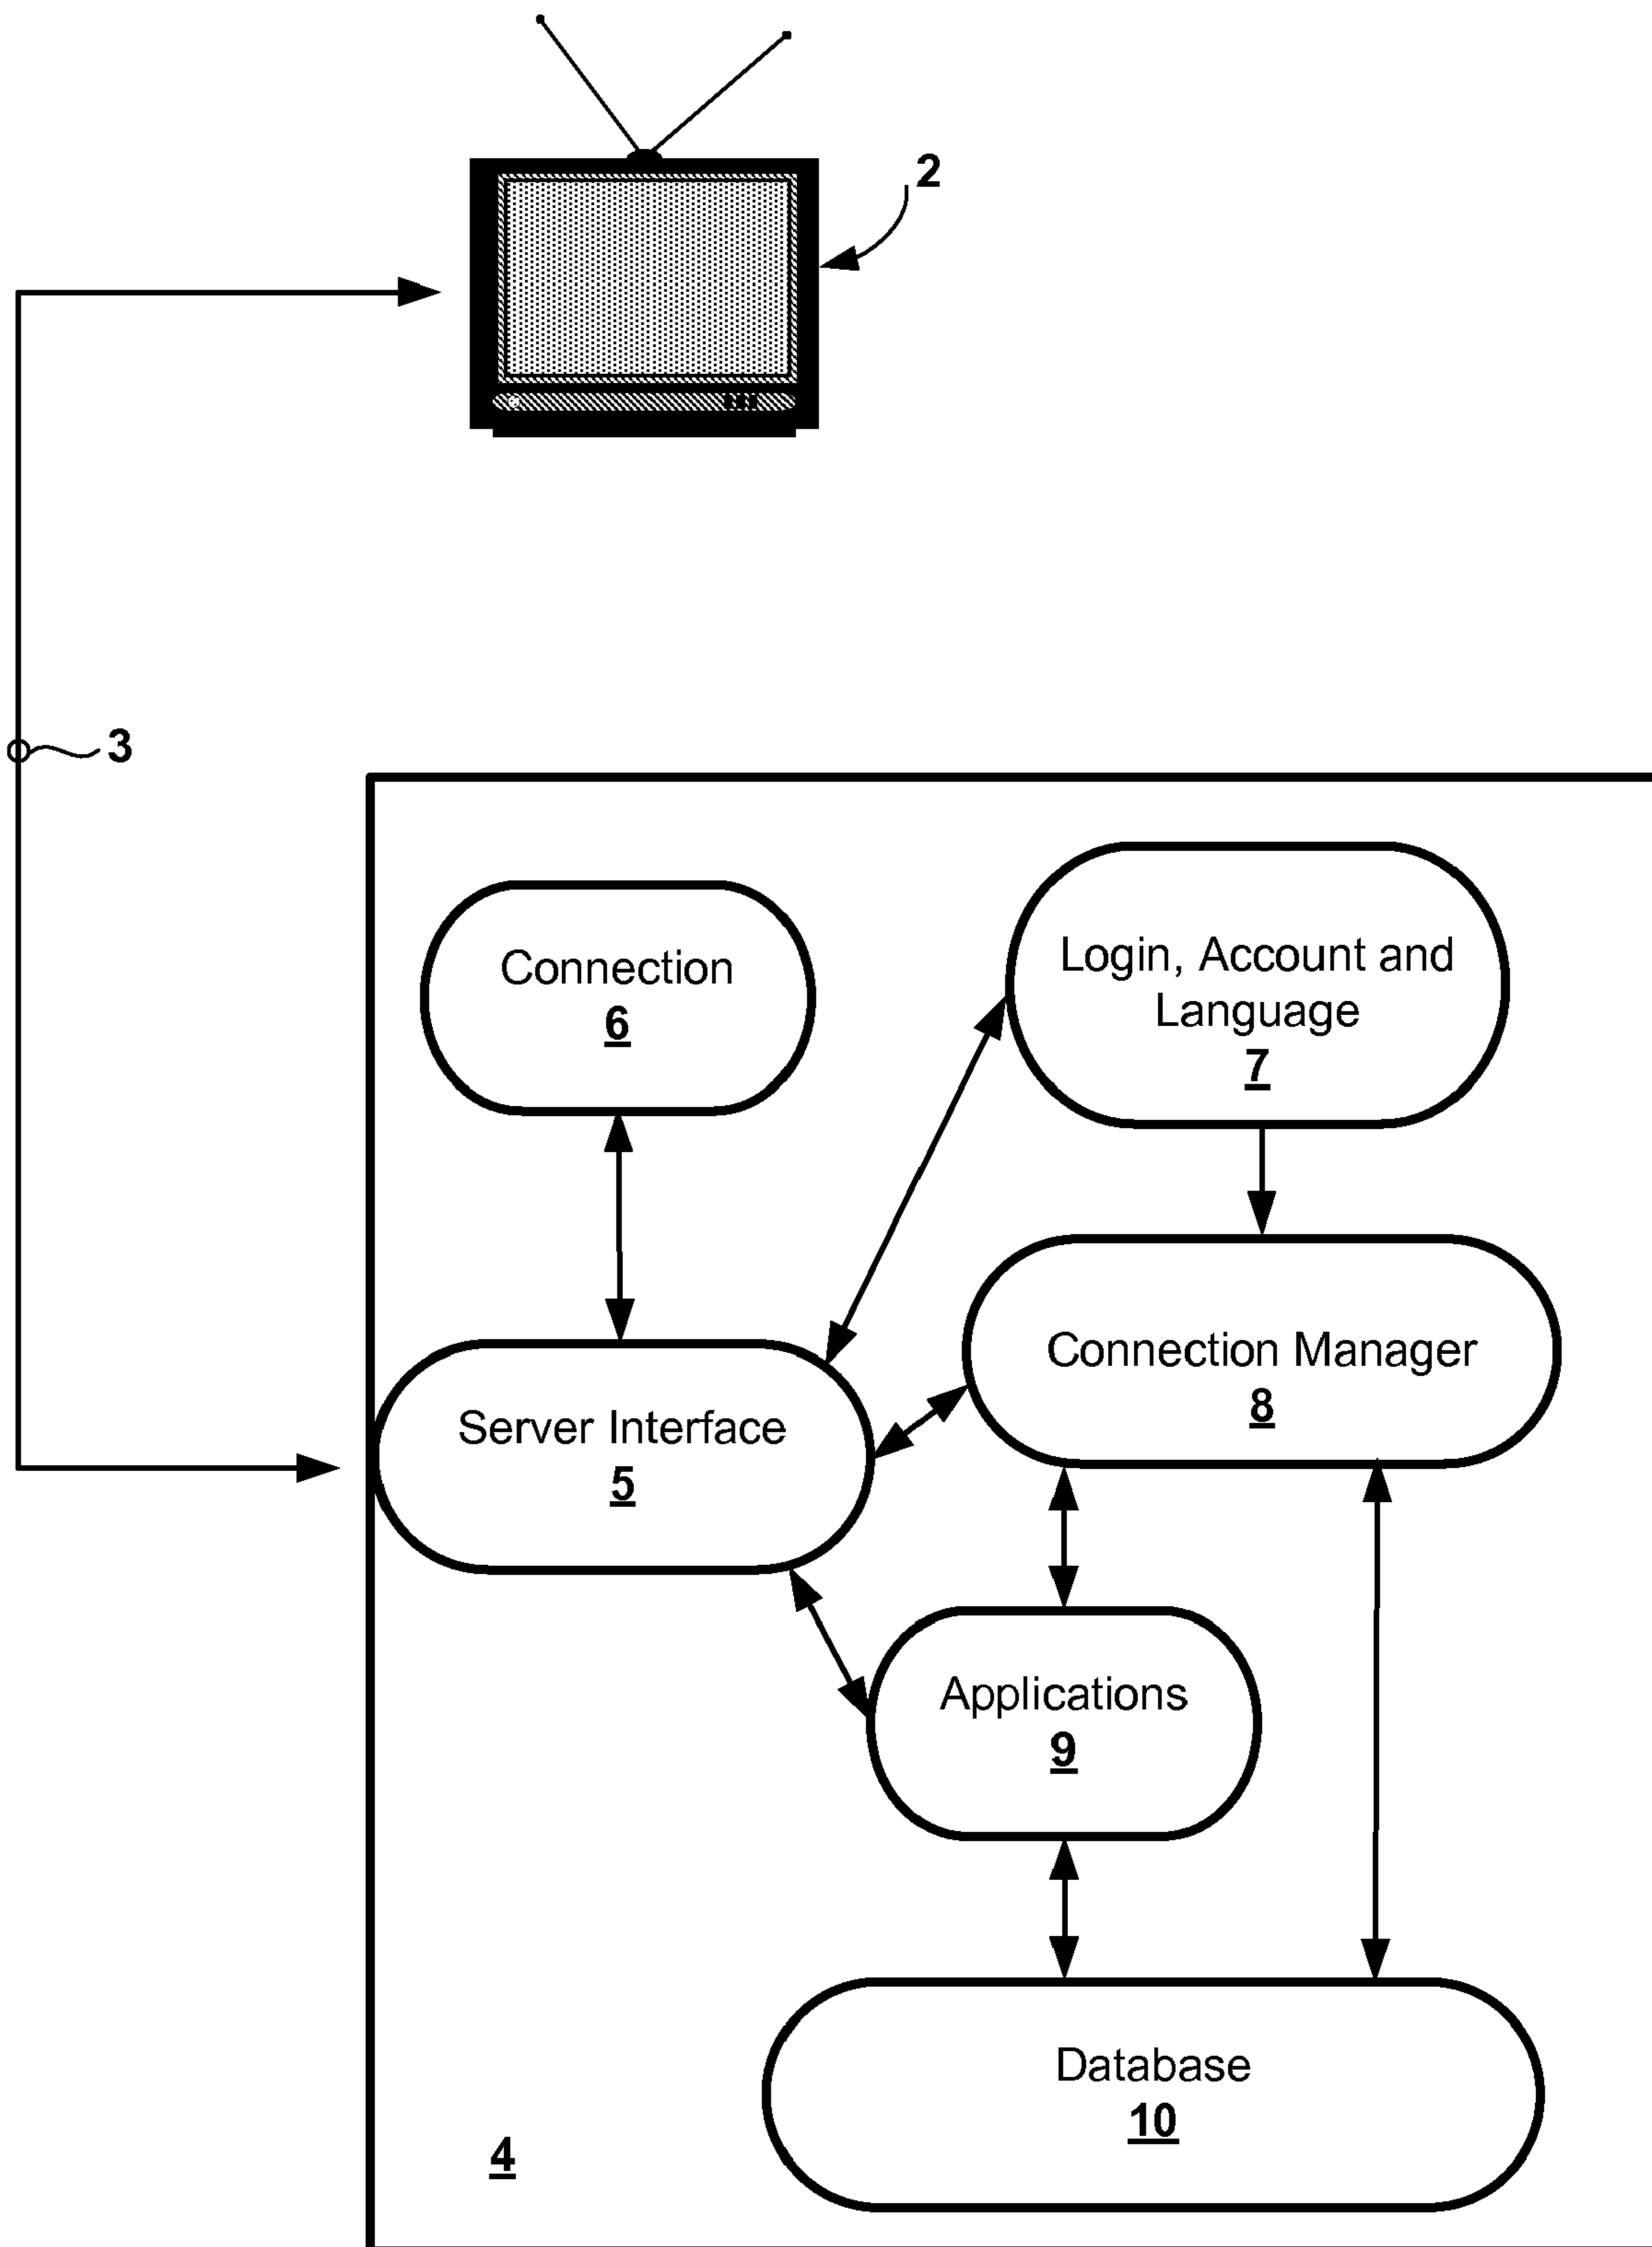 2
3
Connection
6
Login, Account and
Language
7
Connection Manager
8
Server Interface
5
Applications
9
Database
10
4